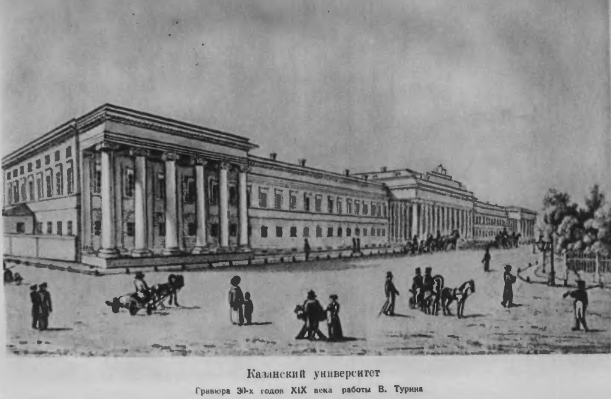 Казанский университет
Гравюра 30-х годов XIX века работы В. Турина